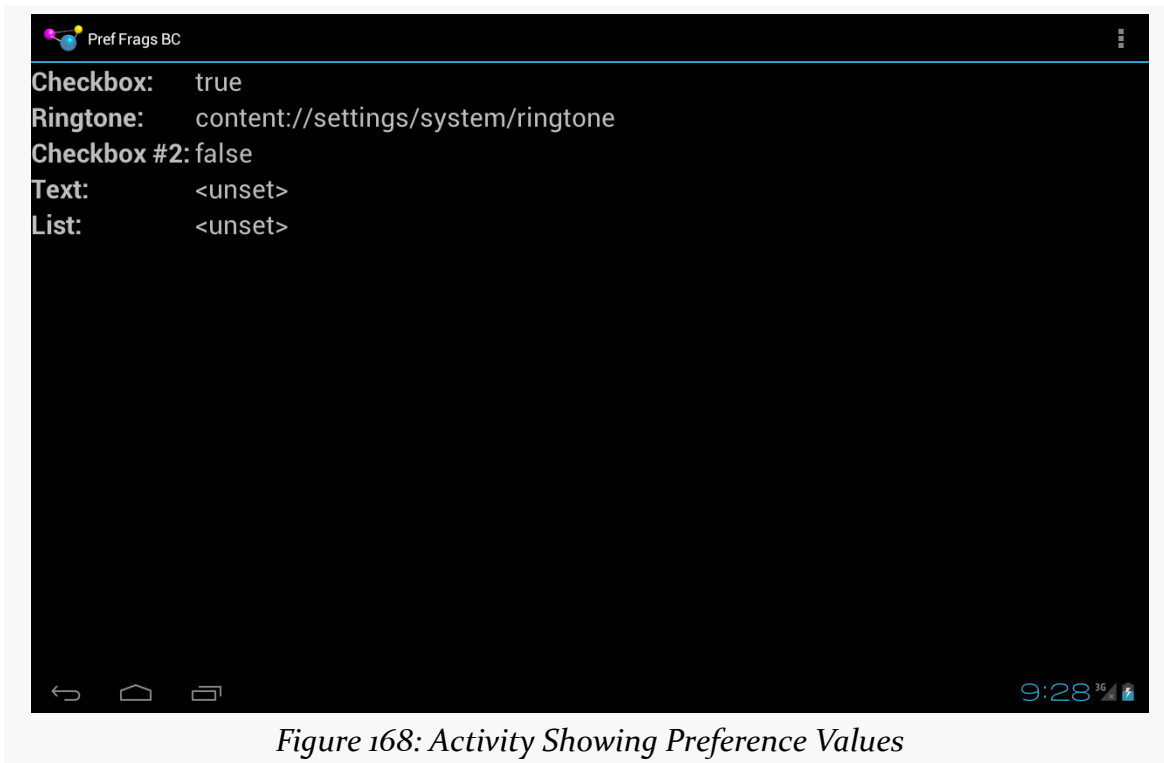 Pref Frags BC
Checkbox: true
Ringtone: content://settings/system/ringtone
Checkbox #2: false
Text: <unset>
List: <unset>
9:28 3G
Figure 168: Activity Showing Preference Values